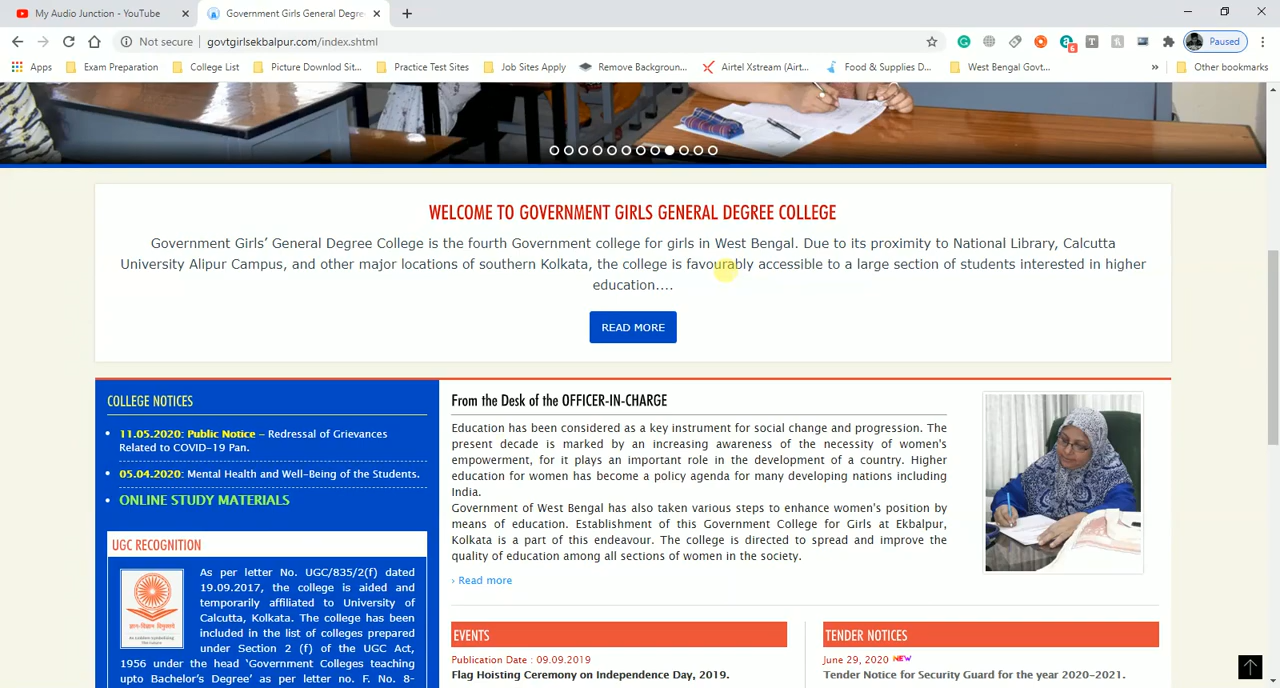 My Audio Junction - YouTube
Government Girls General Degre
Not secure
govtgirlsekbalpur.com/index.shtml
6
T
Paused
Apps
Exam Preparation
College List
Picture Downlod Sit...
Practice Test Sites
Job Sites Apply
Remove Backgroun...
Airtel Xstream (Airt...
Food & Supplies D...
West Bengal Govt...
»
Other bookmarks
WELCOME TO GOVERNMENT GIRLS GENERAL DEGREE COLLEGE
Government Girls' General Degree College is the fourth Government college for girls in West Bengal. Due to its proximity to National Library, Calcutta
University Alipur Campus, and other major locations of southern Kolkata, the college is favourably accessible to a large section of students interested in higher
education....
READ MORE
COLLEGE NOTICES
• 11.05.2020: Public Notice – Redressal of Grievances
Related to COVID-19 Pan.
• 05.04.2020: Mental Health and Well-Being of the Students.
• ONLINE STUDY MATERIALS
UGC RECOGNITION
ज्ञान-विज्ञान विमुक्तये
As per letter No. UGC/835/2(f) dated
19.09.2017, the college is aided and
temporarily affiliated to University of
Calcutta, Kolkata. The college has been
included in the list of colleges prepared
under Section 2 (f) of the UGC Act,
1956 under the head 'Government Colleges teaching
upto Bachelor's Degree' as per letter no. F. No. 8-
From the Desk of the OFFICER-IN-CHARGE
Education has been considered as a key instrument for social change and progression. The
present decade is marked by an increasing awareness of the necessity of women's
empowerment, for it plays an important role in the development of a country. Higher
education for women has become a policy agenda for many developing nations including
India.
Government of West Bengal has also taken various steps to enhance women's position by
means of education. Establishment of this Government College for Girls at Ekbalpur,
Kolkata is a part of this endeavour. The college is directed to spread and improve the
quality of education among all sections of women in the society.
› Read more
EVENTS
Publication Date : 09.09.2019
Flag Hoisting Ceremony on Independence Day, 2019.
TENDER NOTICES
June 29, 2020 NEW
Tender Notice for Security Guard for the year 2020-2021.